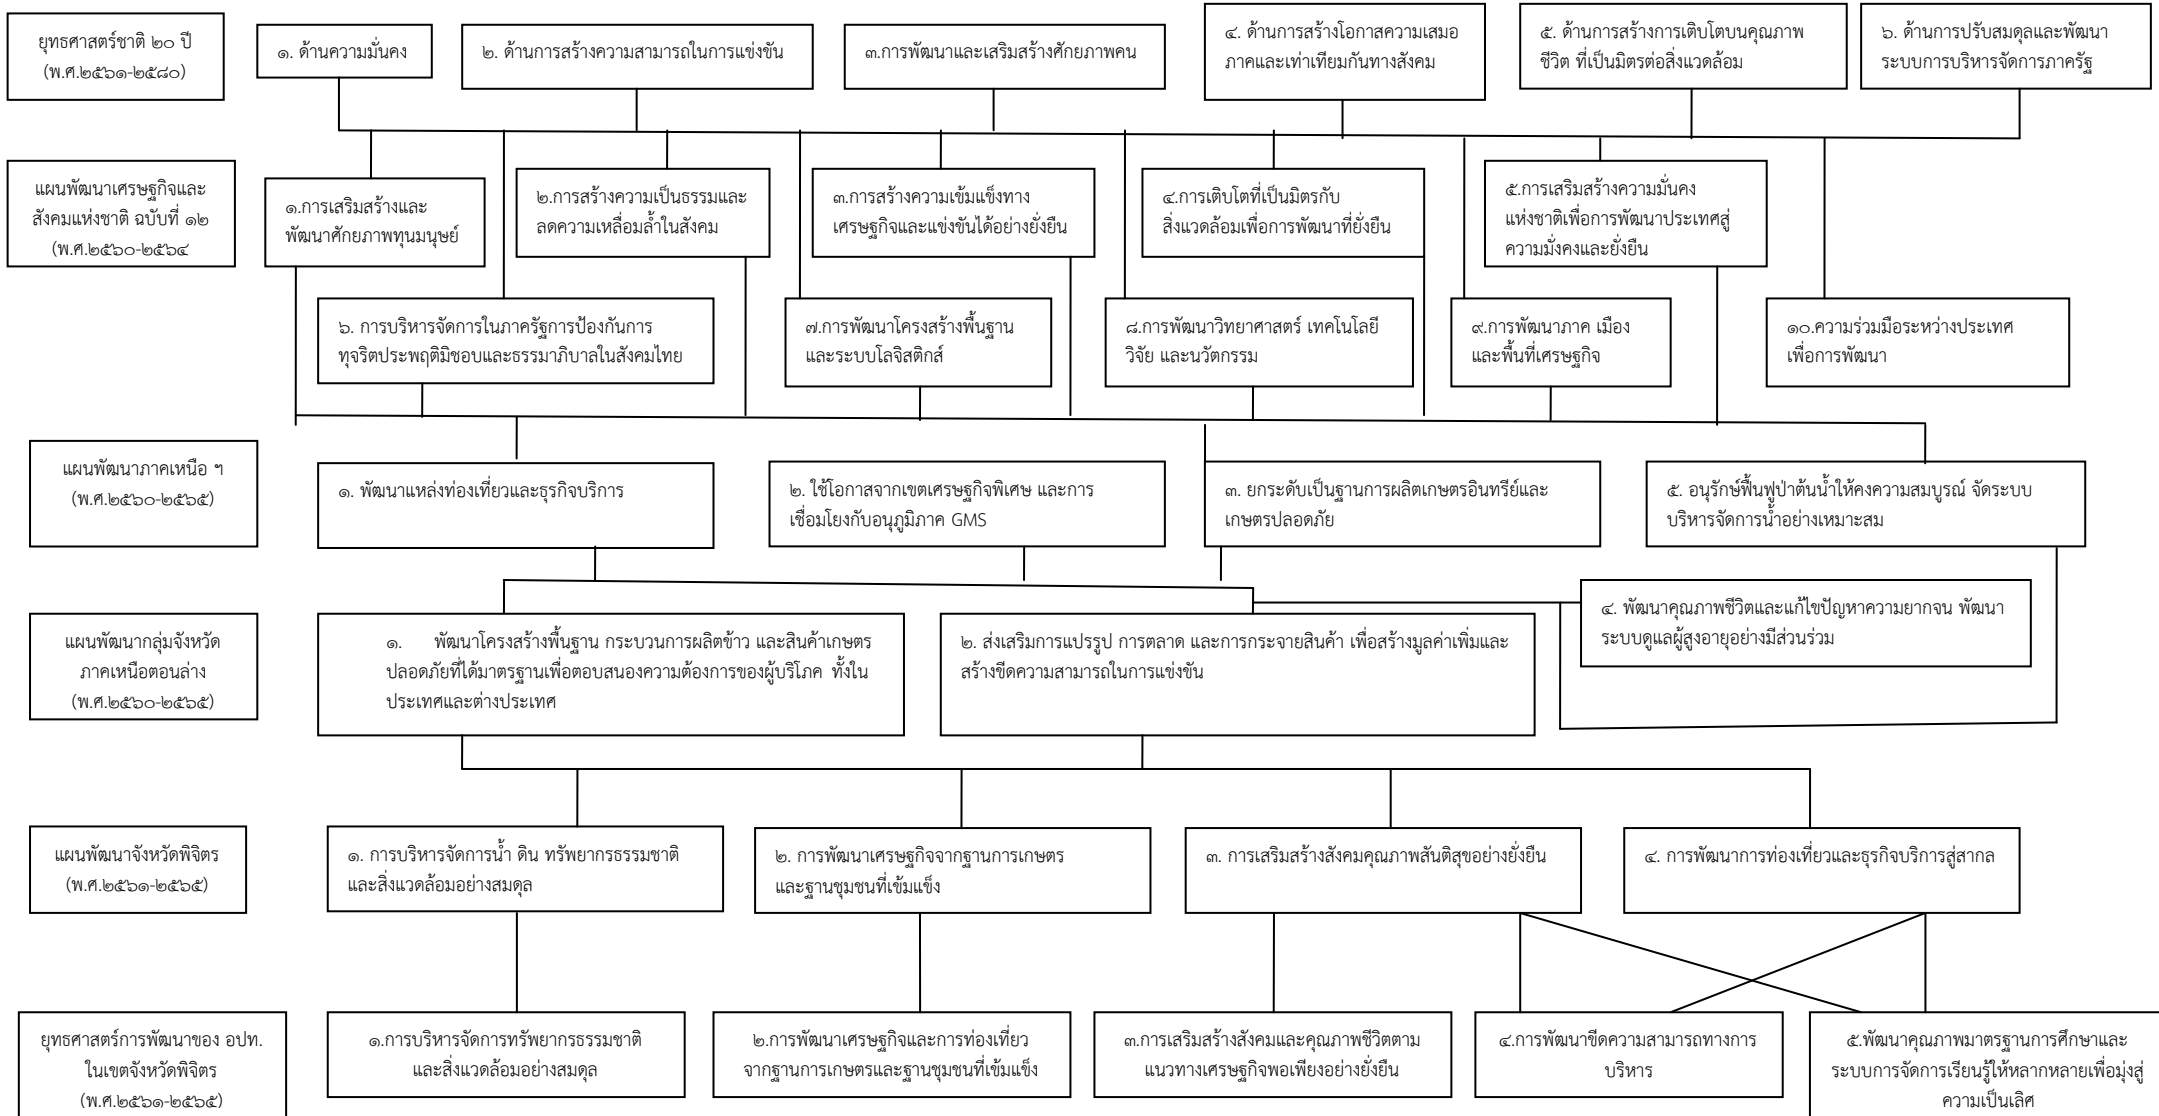 ยุทธศาสตร์ชาติ ๒๐ ปี
(พ.ศ.๒๕๖๑-๒๕๘๐)
๑. ด้านความมั่นคง
๒. ด้านการสร้างความสามารถในการแข่งขัน
๓.การพัฒนาและเสริมสร้างศักยภาพคน
๔. ด้านการสร้างโอกาสความเสมอ
ภาคและเท่าเทียมกันทางสังคม
๕. ด้านการสร้างการเติบโตบนคุณภาพ
ชีวิต ที่เป็นมิตรต่อสิ่งแวดล้อม
๖. ด้านการปรับสมดุลและพัฒนา
ระบบการบริหารจัดการภาครัฐ
แผนพัฒนาเศรษฐกิจและ
สังคมแห่งชาติ ฉบับที่ ๑๒
(พ.ศ.๒๕๖๐-๒๕๖๔
๑.การเสริมสร้างและ
พัฒนาศักยภาพทุนมนุษย์
๒.การสร้างความเป็นธรรมและ
ลดความเหลื่อมล้ำในสังคม
๓.การสร้างความเข้มแข็งทาง
เศรษฐกิจและแข่งขันได้อย่างยั่งยืน
๔.การเติบโตที่เป็นมิตรกับ
สิ่งแวดล้อมเพื่อการพัฒนาที่ยั่งยืน
๕.การเสริมสร้างความมั่นคง
แห่งชาติเพื่อการพัฒนาประเทศสู่
ความมั่งคงและยั่งยืน
๖. การบริหารจัดการในภาครัฐการป้องกันการ
ทุจริตประพฤติมิชอบและธรรมาภิบาลในสังคมไทย
๗.การพัฒนาโครงสร้างพื้นฐาน
และระบบโลจิสติกส์
๘.การพัฒนาวิทยาศาสตร์ เทคโนโลยี
วิจัย และนวัตกรรม
๙.การพัฒนาภาค เมือง
และพื้นที่เศรษฐกิจ
๑๐.ความร่วมมือระหว่างประเทศ
เพื่อการพัฒนา
แผนพัฒนาภาคเหนือ ฯ
(พ.ศ.๒๕๖๐-๒๕๖๕)
๑. พัฒนาแหล่งท่องเที่ยวและธุรกิจบริการ
๒. ใช้โอกาสจากเขตเศรษฐกิจพิเศษ และการ
เชื่อมโยงกับอนุภูมิภาค GMS
๓. ยกระดับเป็นฐานการผลิตเกษตรอินทรีย์และ
เกษตรปลอดภัย
๕. อนุรักษ์ฟื้นฟูป่าต้นน้ำให้คงความสมบูรณ์ จัดระบบ
บริหารจัดการน้ำอย่างเหมาะสม
แผนพัฒนากลุ่มจังหวัด
ภาคเหนือตอนล่าง
(พ.ศ.๒๕๖๐-๒๕๖๕)
๑. พัฒนาโครงสร้างพื้นฐาน กระบวนการผลิตข้าว และสินค้าเกษตร
ปลอดภัยที่ได้มาตรฐานเพื่อตอบสนองความต้องการของผู้บริโภค ทั้งใน
ประเทศและต่างประเทศ
๒. ส่งเสริมการแปรรูป การตลาด และการกระจายสินค้า เพื่อสร้างมูลค่าเพิ่มและ
สร้างขีดความสามารถในการแข่งขัน
๔. พัฒนาคุณภาพชีวิตและแก้ไขปัญหาความยากจน พัฒนา
ระบบดูแลผู้สูงอายุอย่างมีส่วนร่วม
แผนพัฒนาจังหวัดพิจิตร
(พ.ศ.๒๕๖๑-๒๕๖๕)
๑. การบริหารจัดการน้ำ ดิน ทรัพยากรธรรมชาติ
และสิ่งแวดล้อมอย่างสมดุล
๒. การพัฒนาเศรษฐกิจจากฐานการเกษตร
และฐานชุมชนที่เข้มแข็ง
๓. การเสริมสร้างสังคมคุณภาพสันติสุขอย่างยั่งยืน
๔. การพัฒนาการท่องเที่ยวและธุรกิจบริการสู่สากล
ยุทธศาสตร์การพัฒนาของ อปท.
ในเขตจังหวัดพิจิตร
(พ.ศ.๒๕๖๑-๒๕๖๕)
๑.การบริหารจัดการทรัพยากรธรรมชาติ
และสิ่งแวดล้อมอย่างสมดุล
๒.การพัฒนาเศรษฐกิจและการท่องเที่ยว
จากฐานการเกษตรและฐานชุมชนที่เข้มแข็ง
๓.การเสริมสร้างสังคมและคุณภาพชีวิตตาม
แนวทางเศรษฐกิจพอเพียงอย่างยั่งยืน
๔.การพัฒนาขีดความสามารถทางการ
บริหาร
๕.พัฒนาคุณภาพมาตรฐานการศึกษาและ
ระบบการจัดการเรียนรู้ให้หลากหลายเพื่อมุ่งสู่
ความเป็นเลิศ